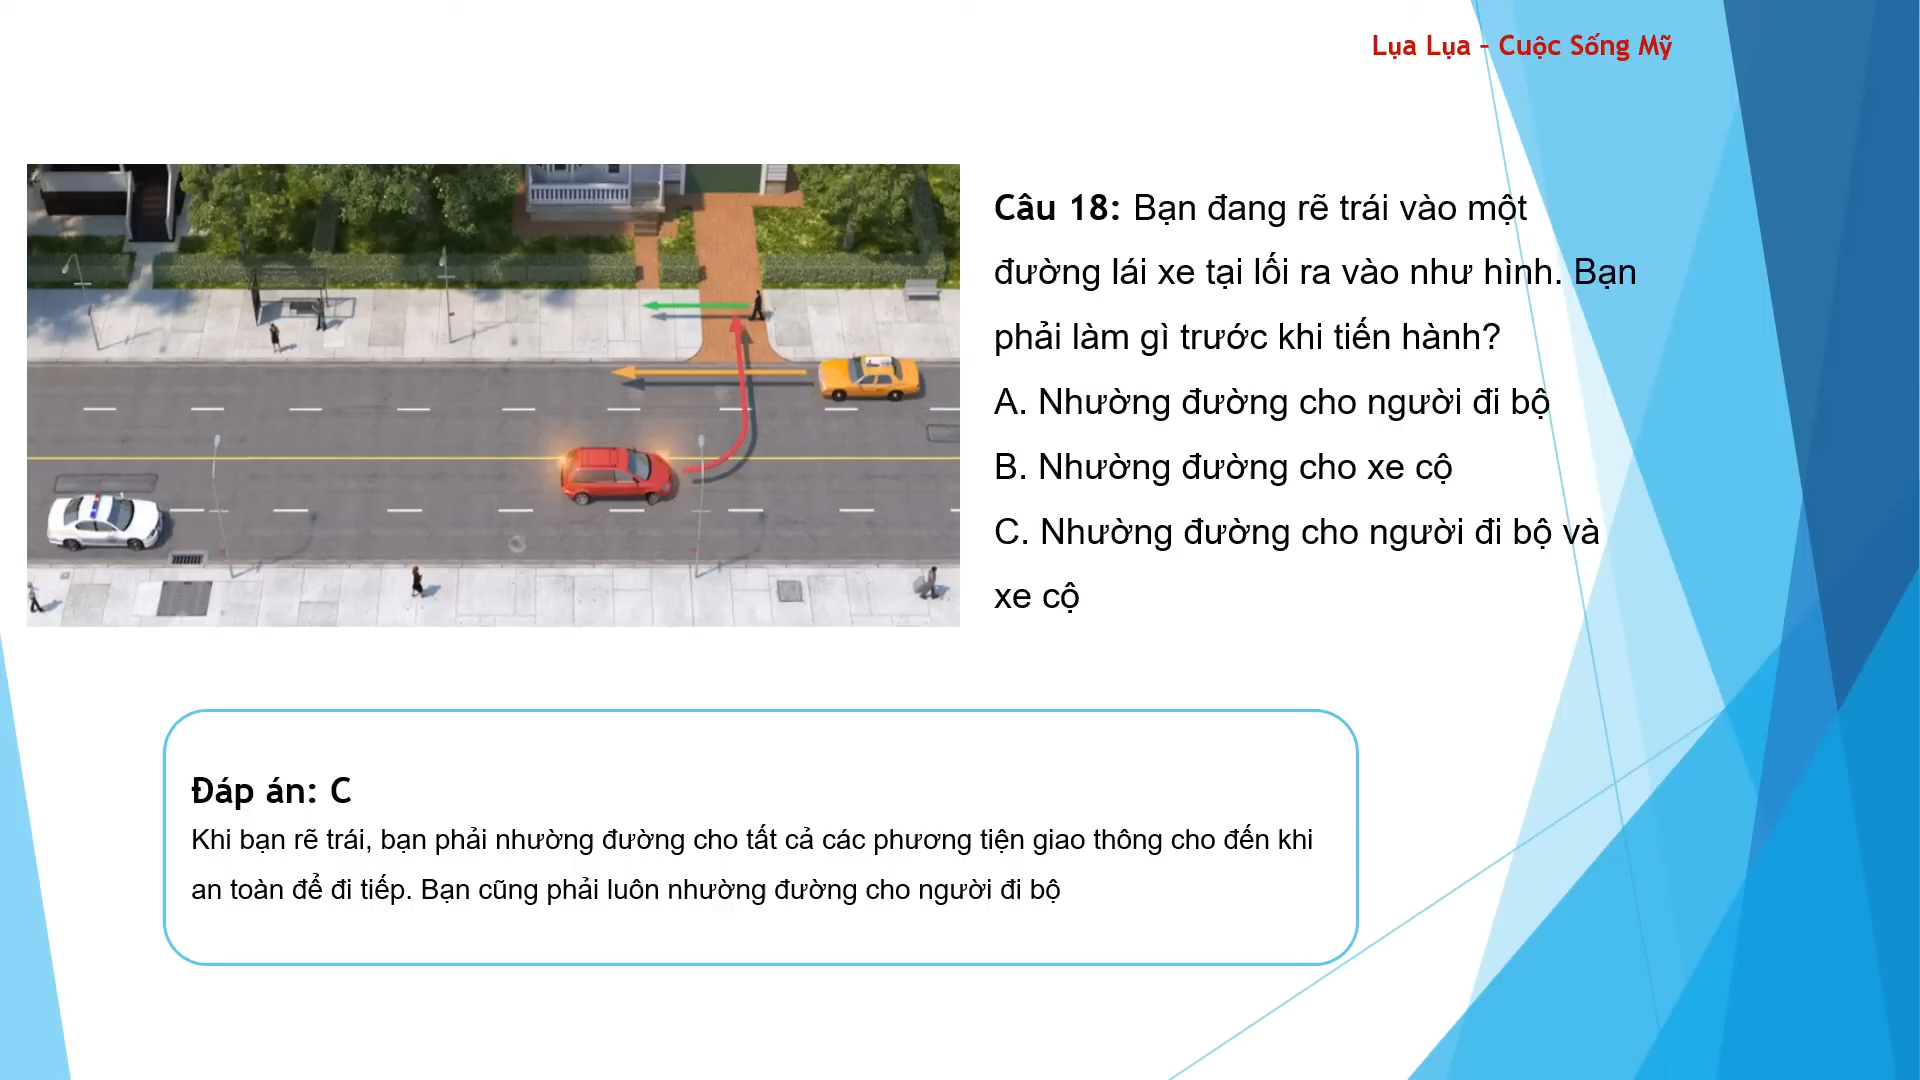 Lụa Lụa - Cuộc Sống Mỹ
Câu 18: Bạn đang rẽ trái vào một
đường lái xe tại lối ra vào như hình. Bạn
phải làm gì trước khi tiến hành?
A. Nhường đường cho người đi bộ
B. Nhường đường cho xe cộ
C. Nhường đường cho người đi bộ và
xe cộ
Đáp án: C
Khi bạn rẽ trái, bạn phải nhường đường cho tất cả các phương tiện giao thông cho đến khi
an toàn để đi tiếp. Bạn cũng phải luôn nhường đường cho người đi bộ